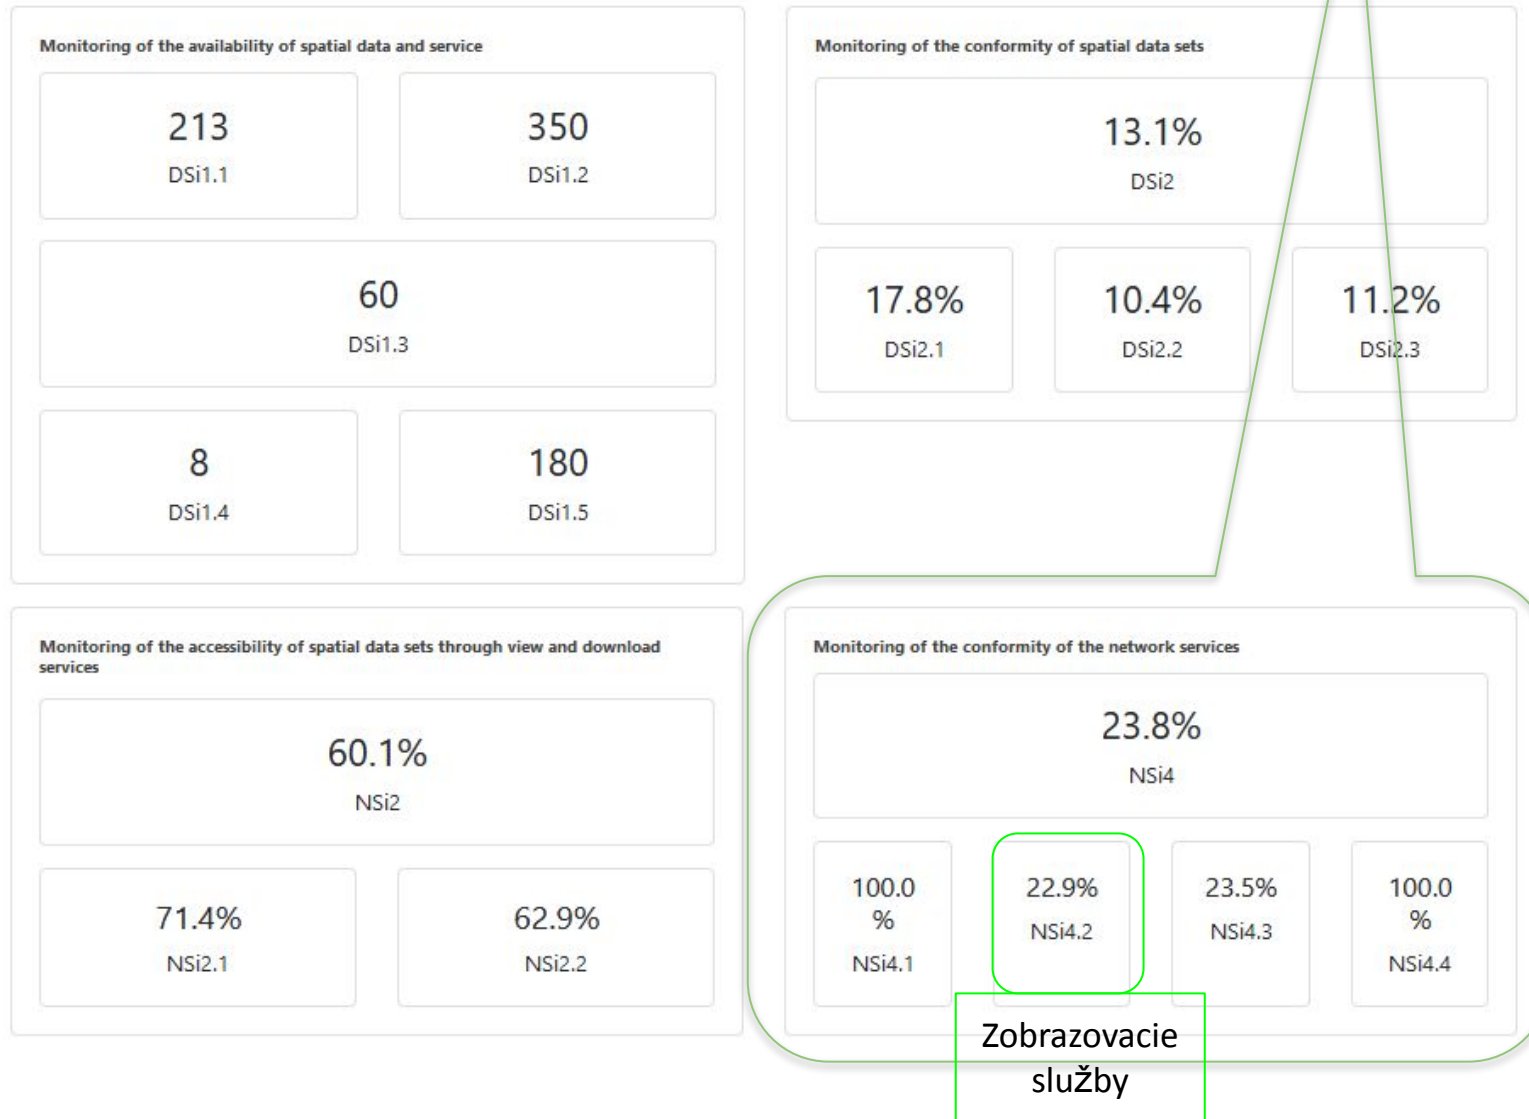 Monitoring of the availability of spatial data and service
213
DSi1.1
350
DSi1.2
60
DSi1.3
8
DSi1.4
180
DSi1.5
Monitoring of the conformity of spatial data sets
13.1%
DSi2
17.8%
DSi2.1
10.4%
DSi2.2
11.2%
DSi2.3
Monitoring of the accessibility of spatial data sets through view and download
services
60.1%
NSi2
71.4%
NSi2.1
62.9%
NSi2.2
Monitoring of the conformity of the network services
23.8%
NSi4
100.0
%
NSi4.1
22.9%
NSi4.2
23.5%
NSi4.3
100.0
%
NSi4.4
Zobrazovacie
služby